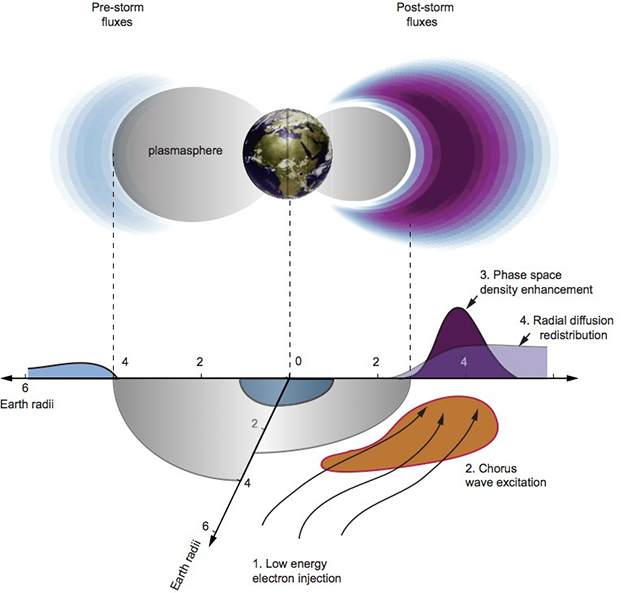 Pre-storm
fluxes
Post-storm
fluxes
plasmasphere
3. Phase space
density enhancement
4. Radial diffusion
redistribution
4 2 0 2 4
6
Earth radii
2
4
2. Chorus
wave excitation
6
Earth radii
1. Low energy
electron injection